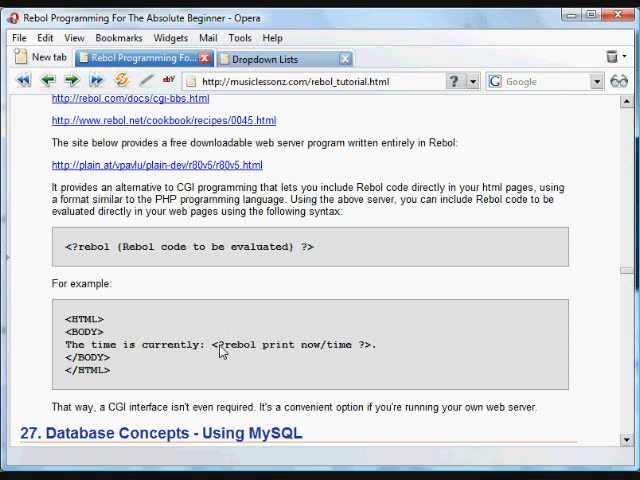 Rebol Programming For The Absolute Beginner - Opera
File Edit View Bookmarks Widgets Mail Tools Help
New tab Rebol Programming Fo... Dropdown Lists
http://musiclessonz.com/rebol_tutorial.html ? Google
http://rebol.com/docs/cgi-bbs.html
http://www.rebol.net/cookbook/recipes/0045.html
The site below provides a free downloadable web server program written entirely in Rebol:
http://plain.at/vpavlu/plain-dev/r80v5/r80v5.html
It provides an alternative to CGI programming that lets you include Rebol code directly in your html pages, using
a format similar to the PHP programming language. Using the above server, you can include Rebol code to be
evaluated directly in your web pages using the following syntax:
<?rebol {Rebol code to be evaluated} ?>
For example:
<HTML>
<BODY>
The time is currently: <?rebol print now/time ?>.
</BODY>
</HTML>
That way, a CGI interface isn't even required. It's a convenient option if you're running your own web server.
27. Database Concepts - Using MySQL